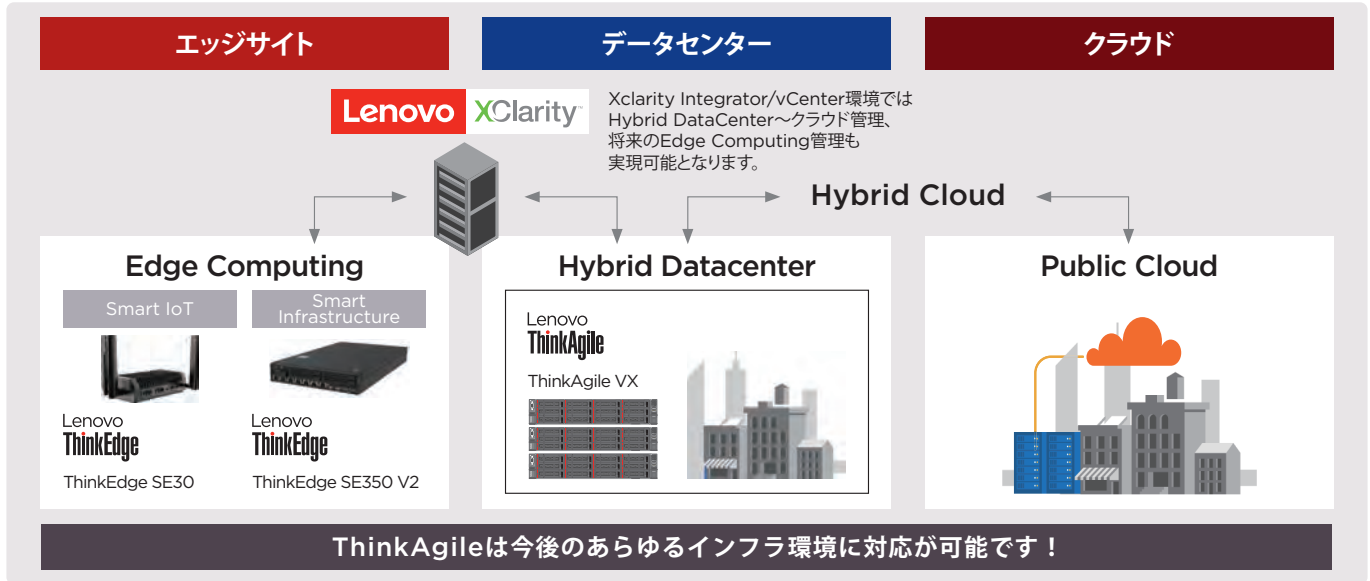 エッジサイト
データセンター
クラウド
Lenovo XClarity™
Xclarity Integrator/vCenter環境では
Hybrid DataCenter～クラウド管理、
将来のEdge Computing管理も
実現可能となります。
Hybrid Cloud
Edge Computing
Smart IoT
Smart
Infrastructure
Lenovo
ThinkEdge
ThinkEdge SE30
Lenovo
ThinkEdge
ThinkEdge SE350 V2
Hybrid Datacenter
Lenovo
ThinkAgile
ThinkAgile VX
Public Cloud
ThinkAgileは今後のあらゆるインフラ環境に対応が可能です！